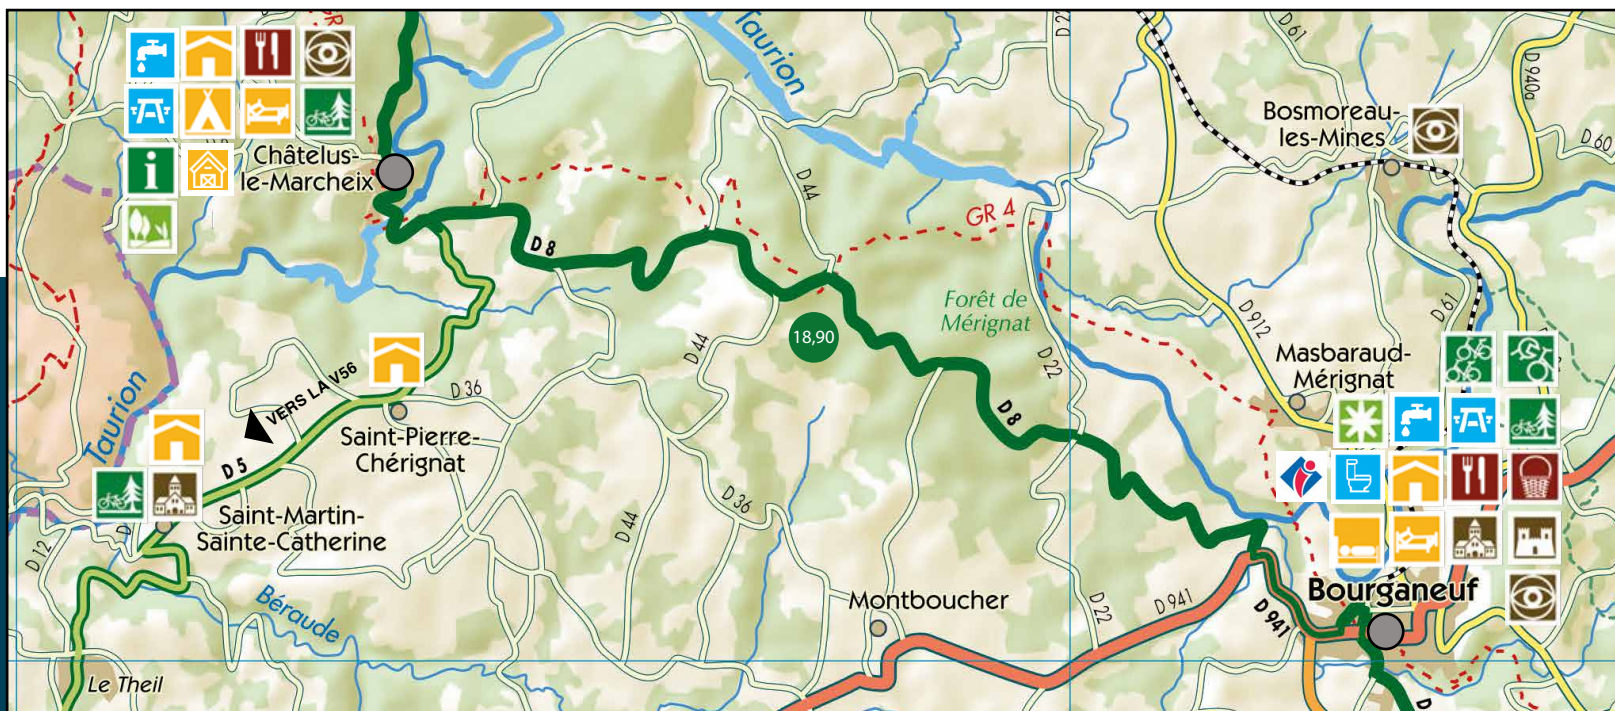 GR
Taurion
D 61
D 940a
D 60
Bosmoreau-
les-Mines
Châtelus-
le-Marcheix
D 44
GR 4
D 8
Forêt de
Mérignat
D 61
D 912
18,90
D 44
D 22
Masbaraud-
Mérignat
VERS LA V56
D 36
Taurion
Saint-Pierre-
Chérignat
D 8
D 5
D 36
D 44
Saint-Martin-
Sainte-Catherine
D 12
D
Béraude
Montboucher
D 22
D 941
D 941
Bourganeuf
Le Theil
D
i